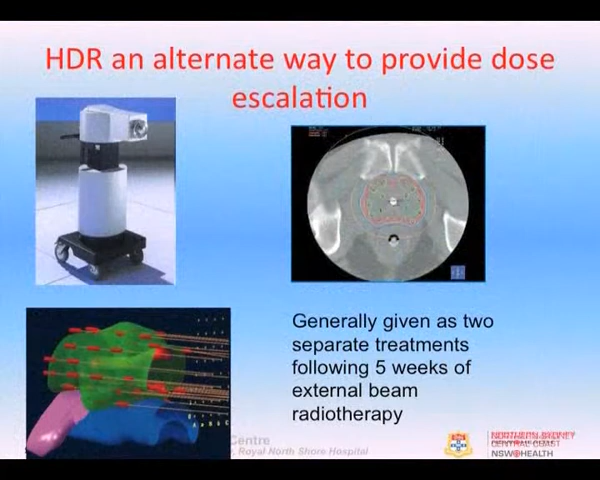 HDR an alternate way to provide dose
escalation
Generally given as two
separate treatments
following 5 weeks of
external beam
radiotherapy
Centre
, Royal North Shore Hospital
NORTHERN SYDNEY
CENTRAL COAST
NSW HEALTH